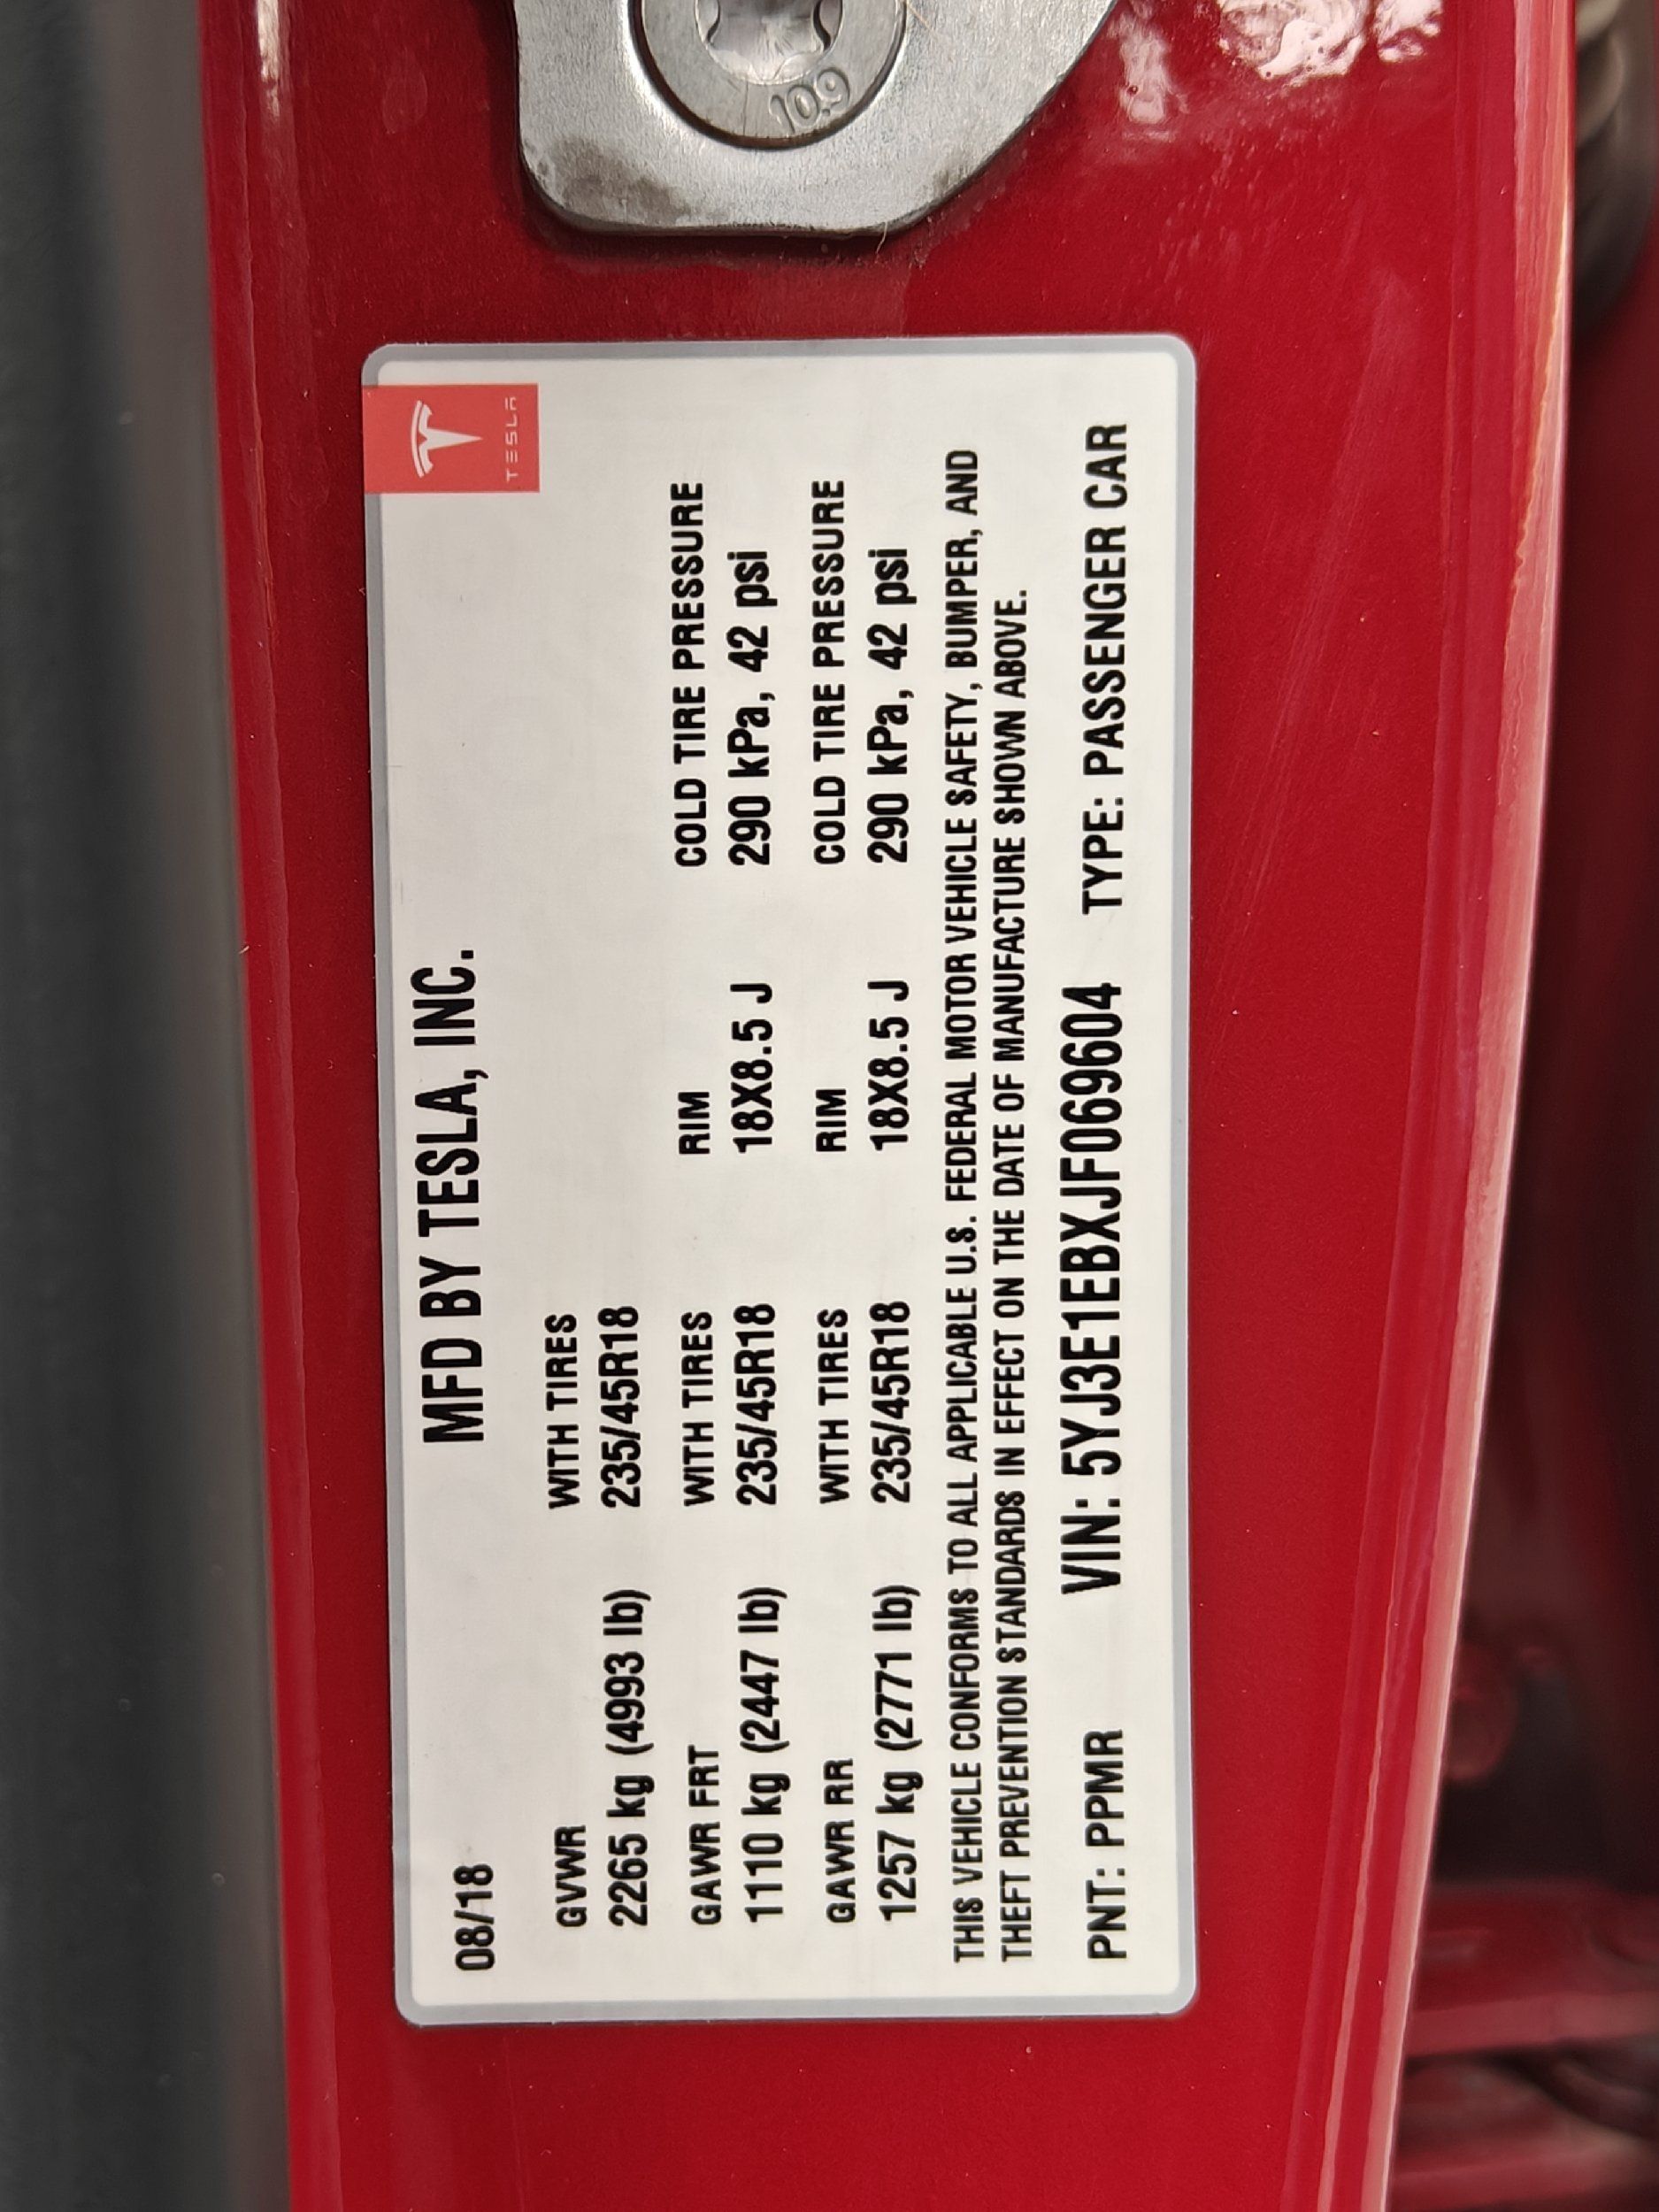 10.9
TESLA
08/18 MFD BY TESLA, INC.
GVWR WITH TIRES
2265 kg (4993 lb) 235/45R18
GAWR FRT WITH TIRES RIM COLD TIRE PRESSURE
1110 kg (2447 lb) 235/45R18 18X8.5 J 290 kPa, 42 psi
GAWR RR WITH TIRES RIM COLD TIRE PRESSURE
1257 kg (2771 lb) 235/45R18 18X8.5 J 290 kPa, 42 psi
THIS VEHICLE CONFORMS TO ALL APPLICABLE U.S. FEDERAL MOTOR VEHICLE SAFETY, BUMPER, AND
THEFT PREVENTION STANDARDS IN EFFECT ON THE DATE OF MANUFACTURE SHOWN ABOVE.
PNT: PPMR VIN: 5YJ3E1EBXJF069604 TYPE: PASSENGER CAR